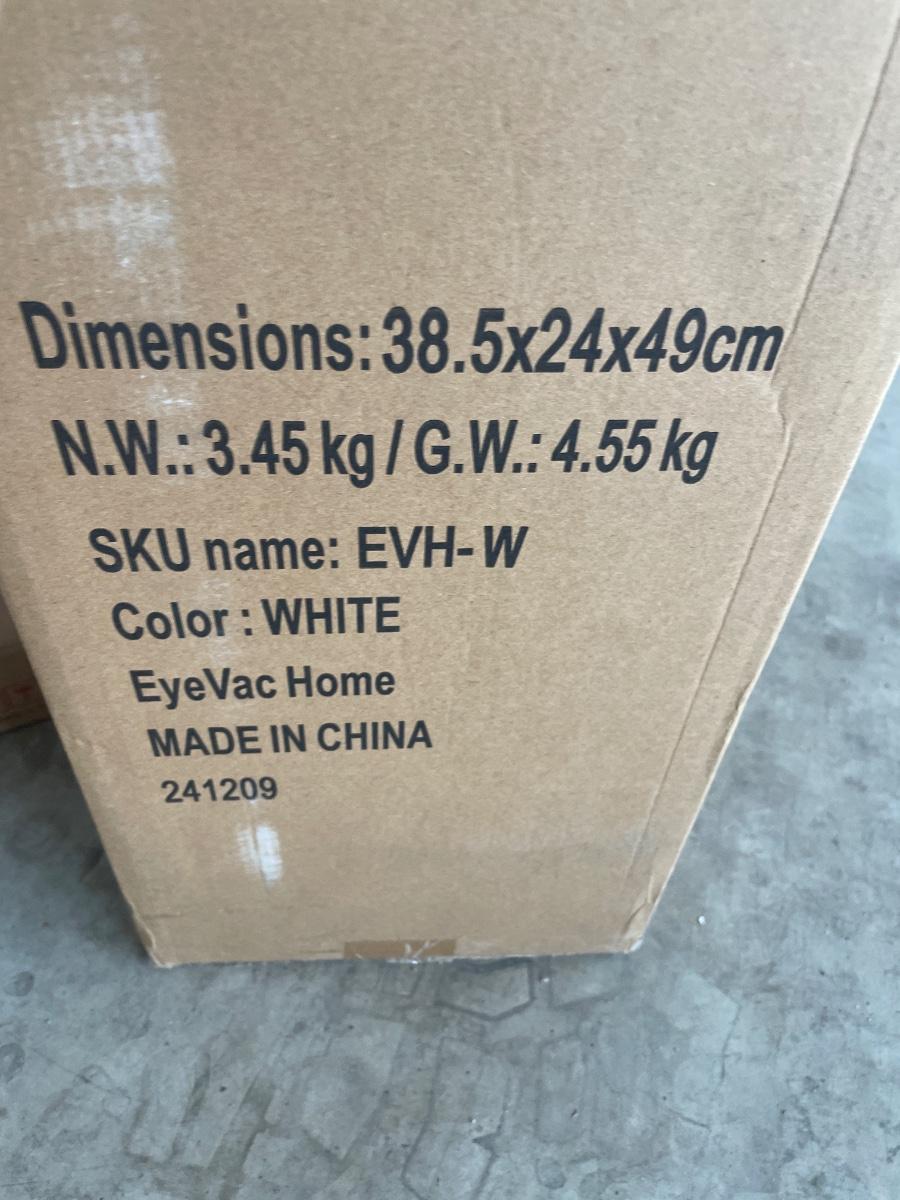 Dimensions: 38.5x24x49cm
N.W.: 3.45 kg / G.W.: 4.55 kg
SKU name: EVH-W
Color : WHITE
EyeVac Home
MADE IN CHINA
241209